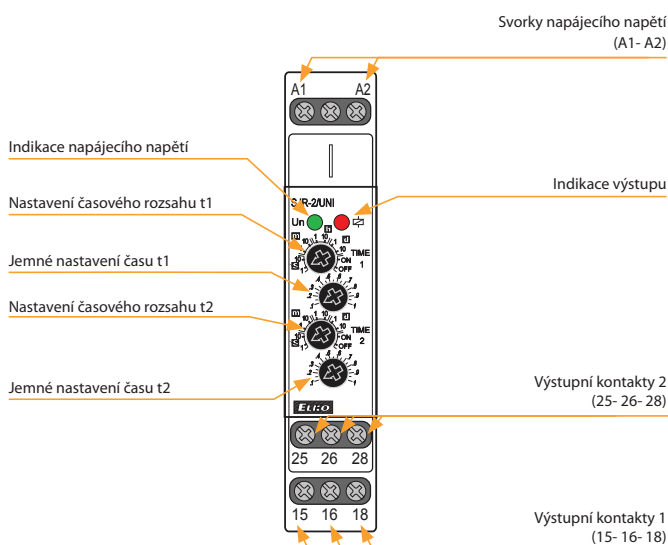 Svorky napájecího napětí
(A1- A2)
A1 A2
Indikace napájecího napětí
Indikace výstupu
Nastavení časového rozsahu t1
Un
TIME
1
ON
OFF
Jemné nastavení času t1
Nastavení časového rozsahu t2
TIME
2
ON
OFF
Jemné nastavení času t2
ELKO
Výstupní kontakty 2
(25- 26- 28)
25 26 28
15 16 18
Výstupní kontakty 1
(15- 16- 18)